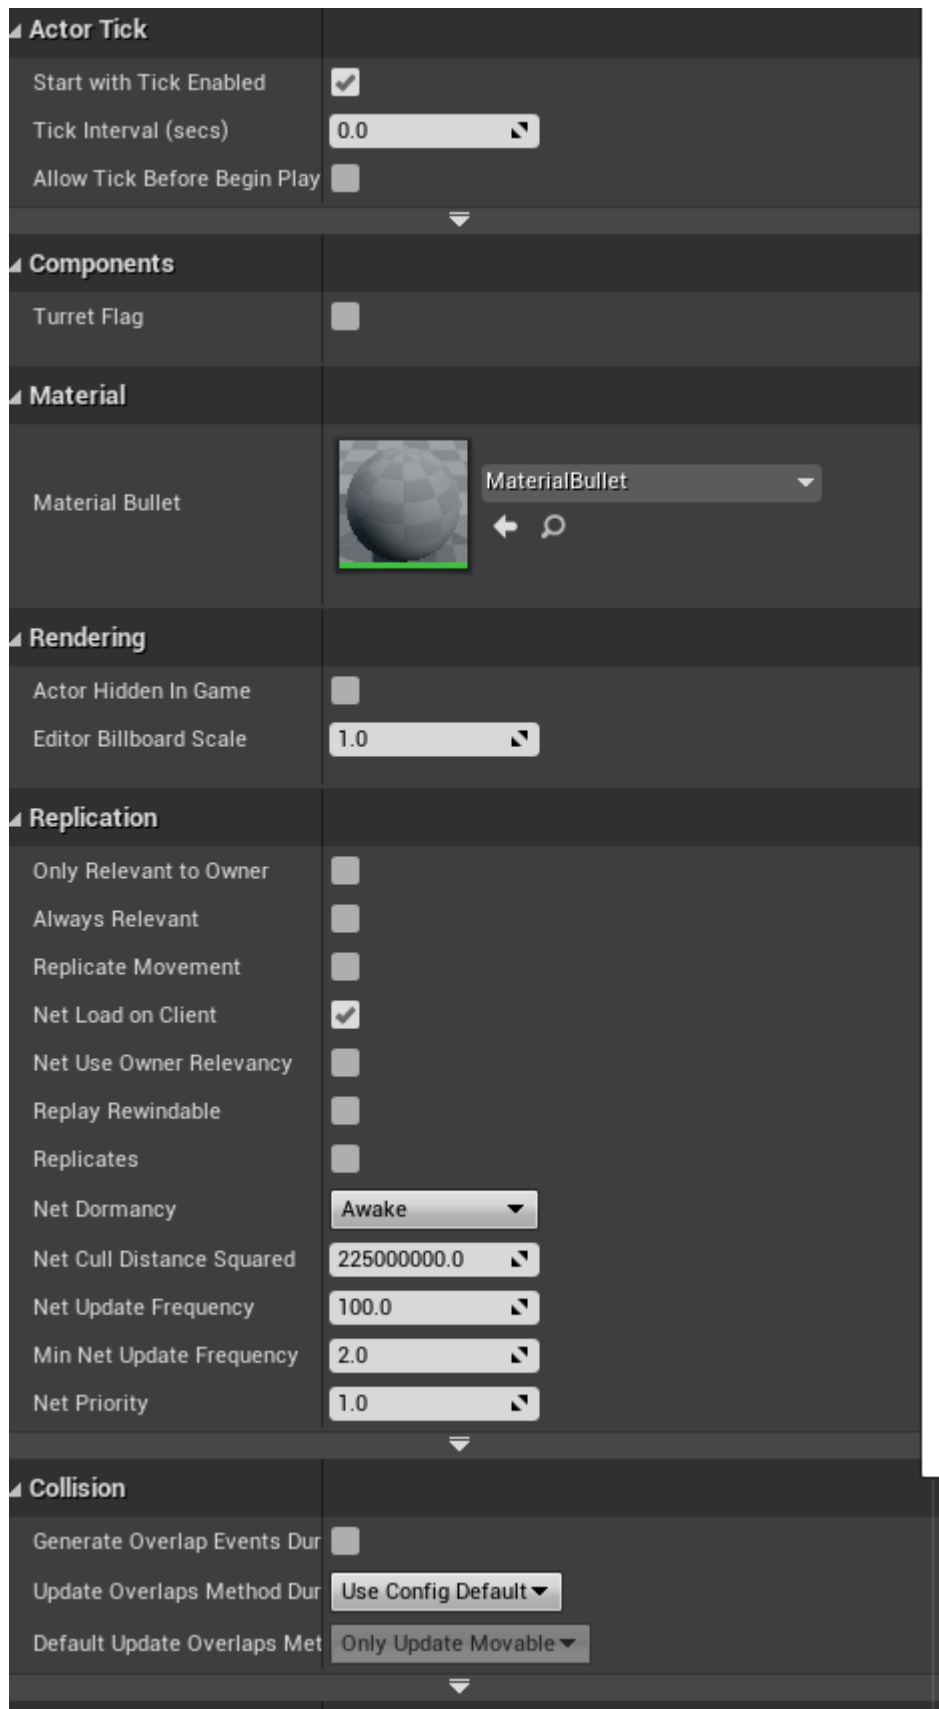 Actor Tick
Start with Tick Enabled
Tick Interval (secs) 0.0
Allow Tick Before Begin Play
Components
Turret Flag
Material
Material Bullet MaterialBullet
Rendering
Actor Hidden In Game
Editor Billboard Scale 1.0
Replication
Only Relevant to Owner
Always Relevant
Replicate Movement
Net Load on Client
Net Use Owner Relevancy
Replay Rewindable
Replicates
Net Dormancy Awake
Net Cull Distance Squared 225000000.0
Net Update Frequency 100.0
Min Net Update Frequency 2.0
Net Priority 1.0
Collision
Generate Overlap Events Dur
Update Overlaps Method Dur Use Config Default
Default Update Overlaps Met Only Update Movable